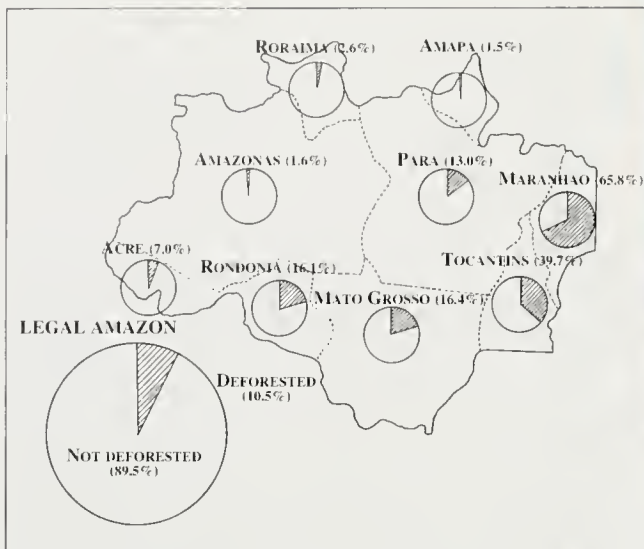 RORAIMA (2.6%)
AMAPA (1.5%)
AMAZONAS (1.6%)
PARA (13.0%)
MARANHAO (65.8%)
ACRE (7.0%)
RONDONIA (16.1%)
TOCANTINS (39.7%)
MATO GROSSO (16.4%)
LEGAL AMAZON
DEFORESTED
(10.5%)
NOT DEFORESTED
(89.5%)